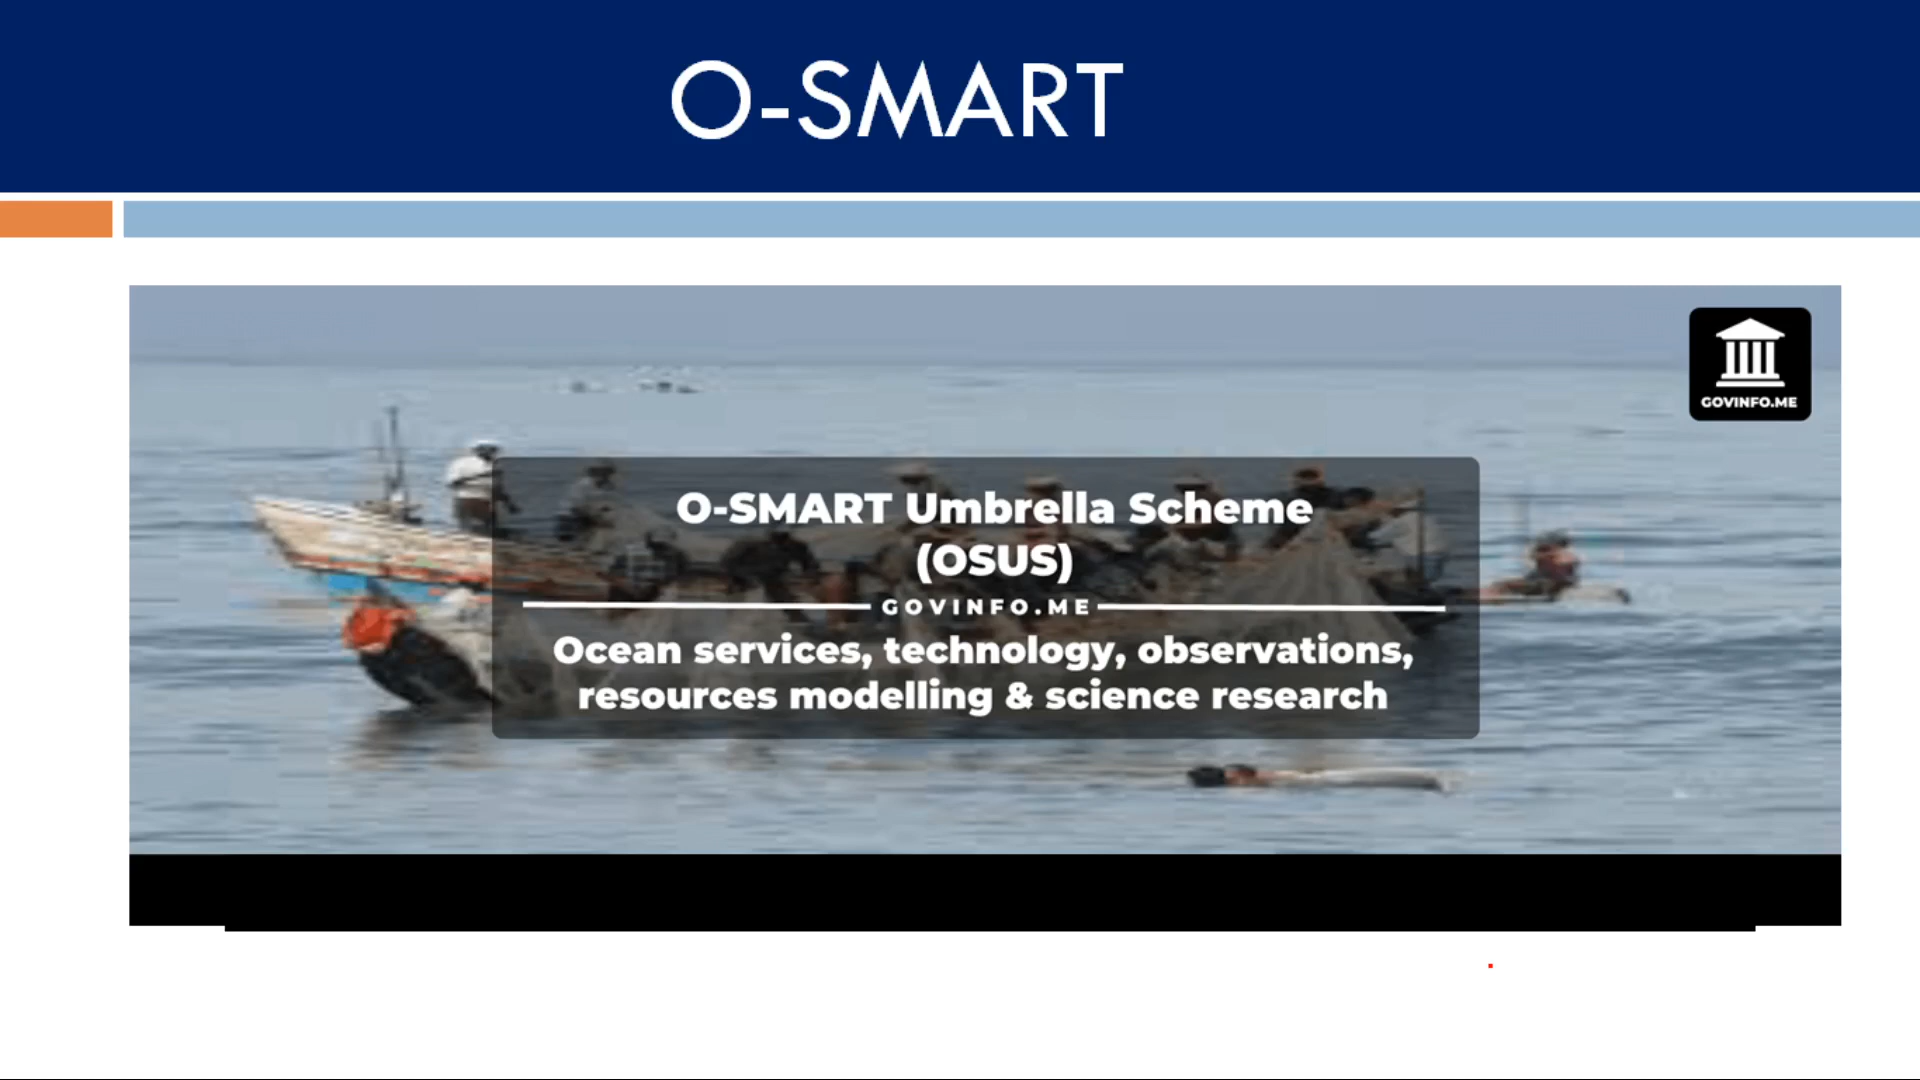 O-SMART
GOVINFO.ME
O-SMART Umbrella Scheme
(OSUS)
GOVINFO.ME
Ocean services, technology, observations,
resources modelling & science research